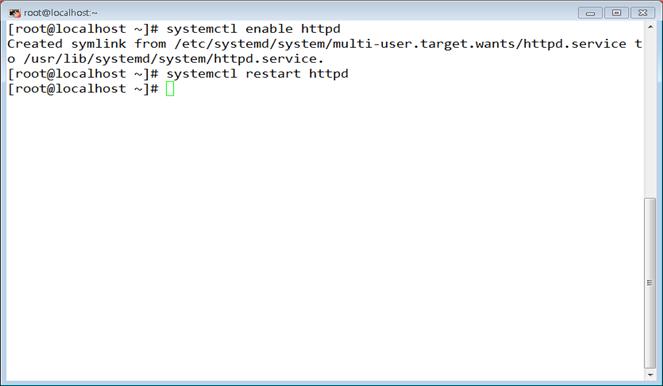 root@localhost:~
[root@localhost ~]# systemctl enable httpd
Created symlink from /etc/systemd/system/multi-user.target.wants/httpd.service t
o /usr/lib/systemd/system/httpd.service.
[root@localhost ~]# systemctl restart httpd
[root@localhost ~]#